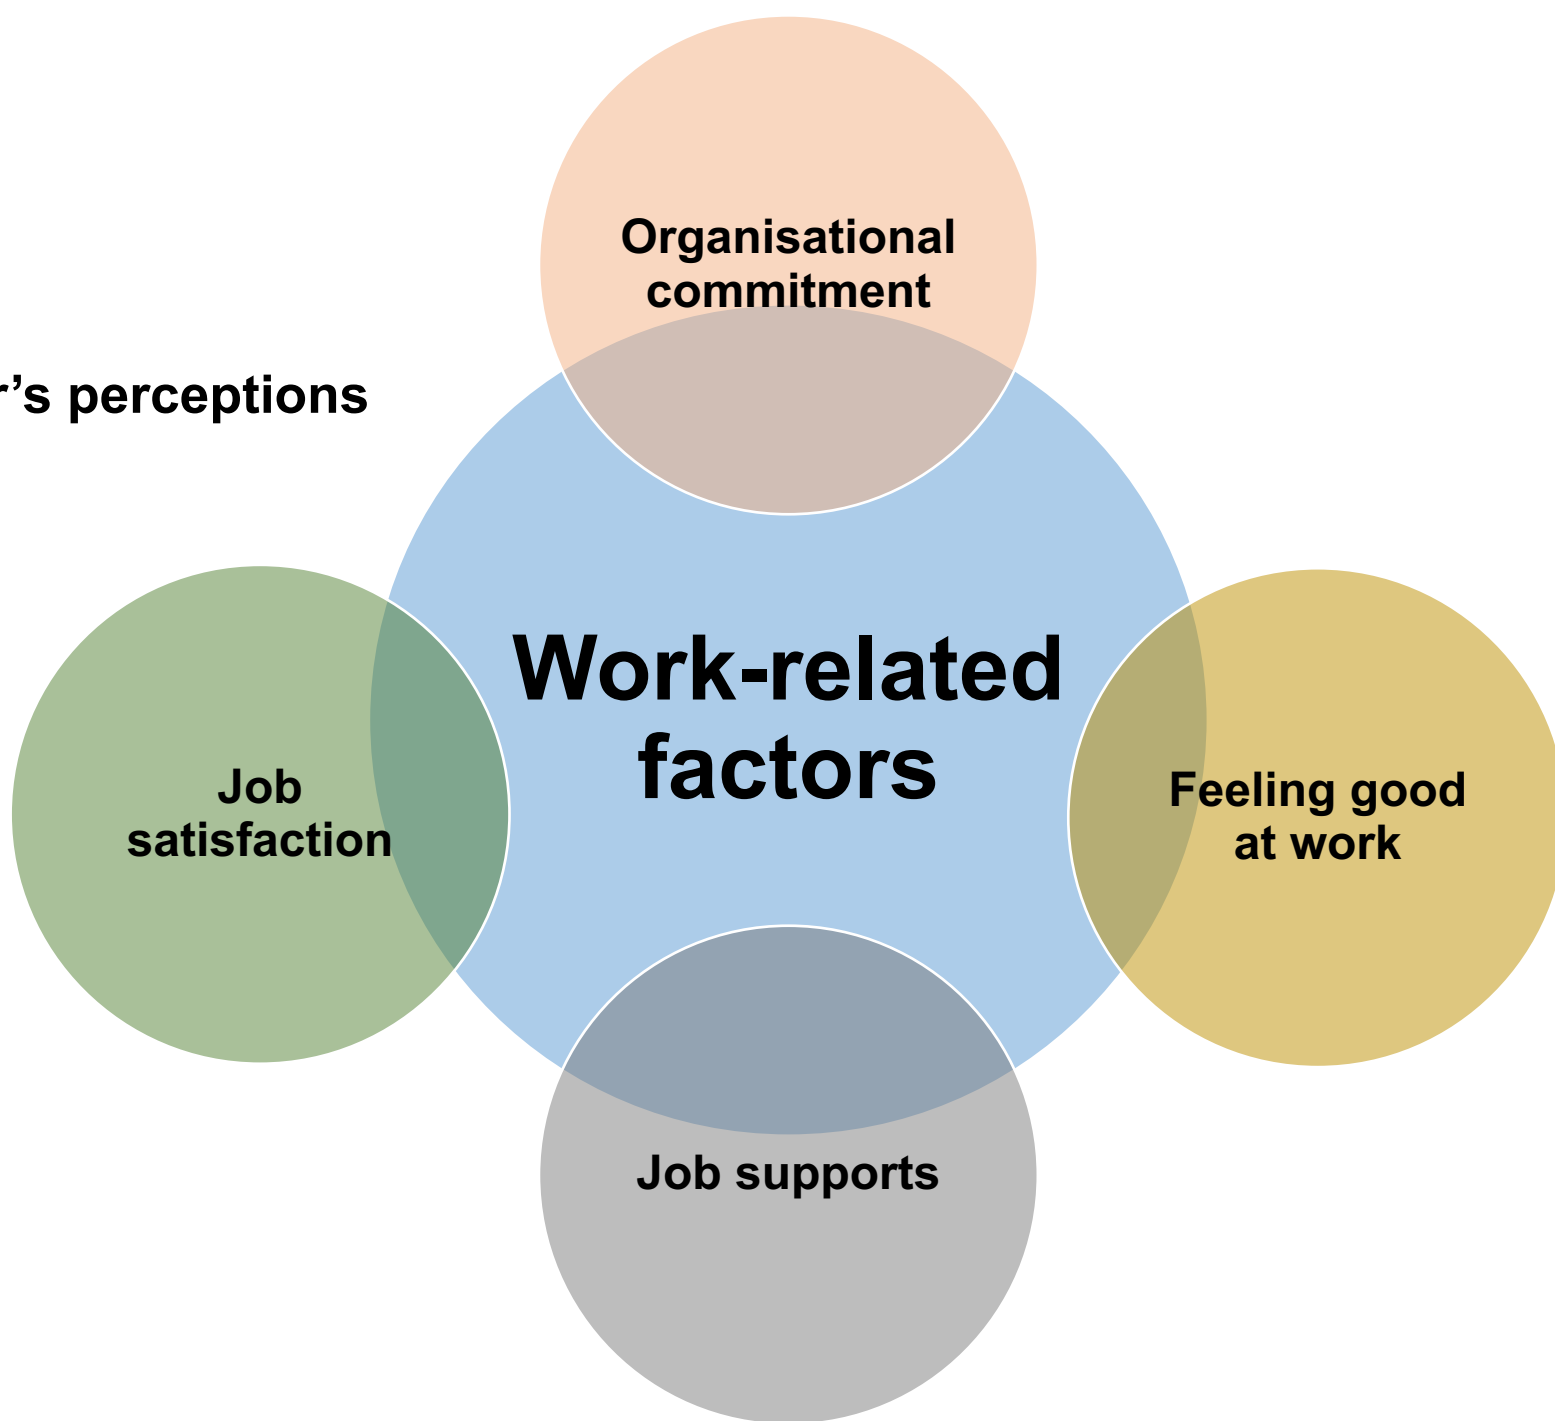 Organisational
commitment
r’s perceptions
Work-related
factors
Job
satisfaction
Feeling good
at work
Job supports